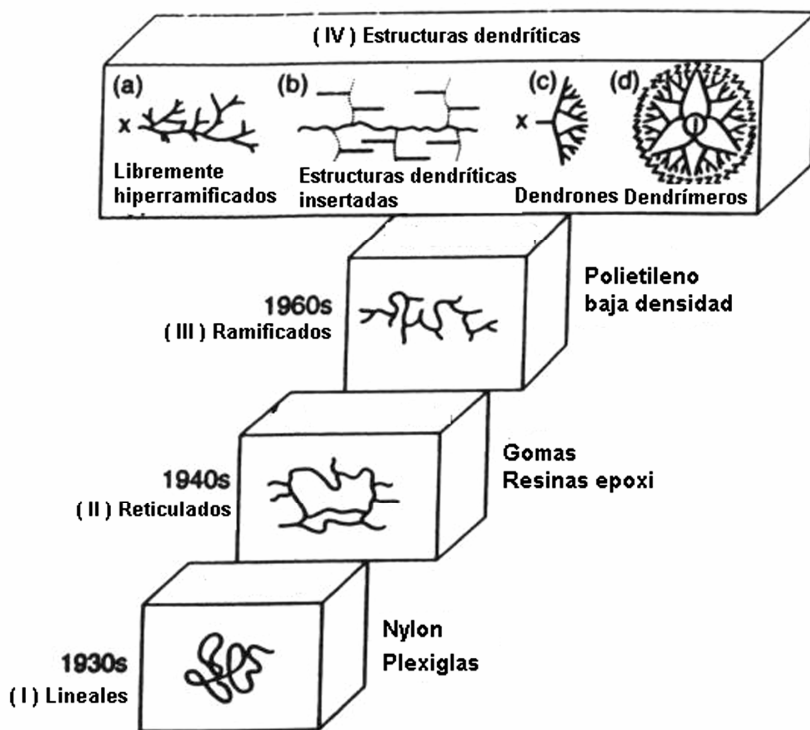 ( IV ) Estructuras dendríticas
(a)
(b)
(c)
(d)
x
x
Libremente
hiperramificados
Estructuras dendríticas
insertadas
Dendrones
Dendrímeros
1960s
( III ) Ramificados
Polietileno
baja densidad
1940s
( II ) Reticulados
Gomas
Resinas epoxi
1930s
( I ) Lineales
Nylon
Plexiglas